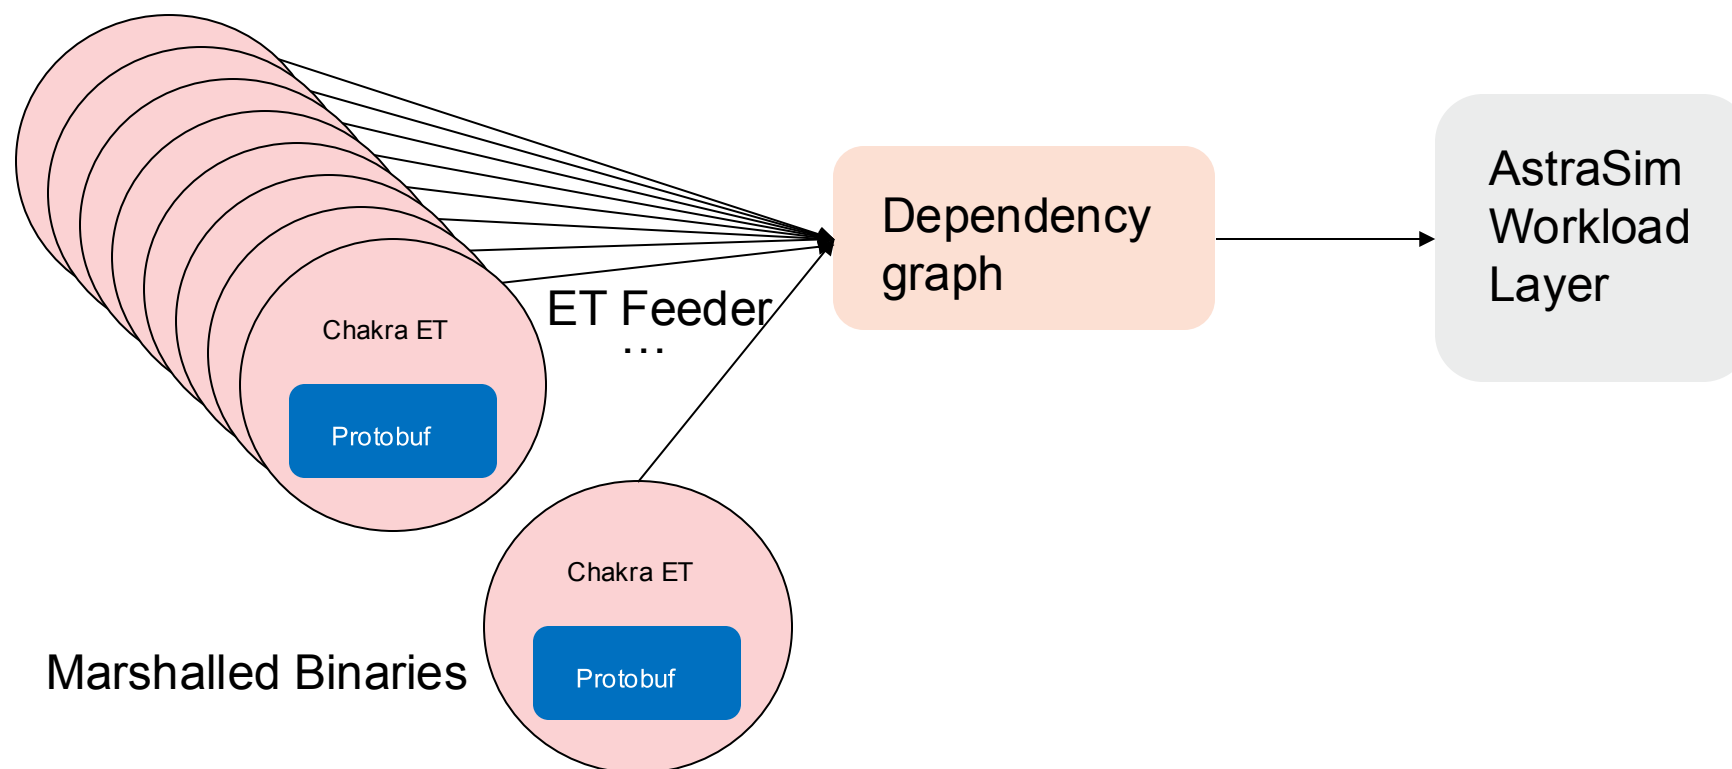 Chakra ET
Protobuf
ET Feeder
...
Dependency
graph
AstraSim
Workload
Layer
Chakra ET
Protobuf
Marshalled Binaries